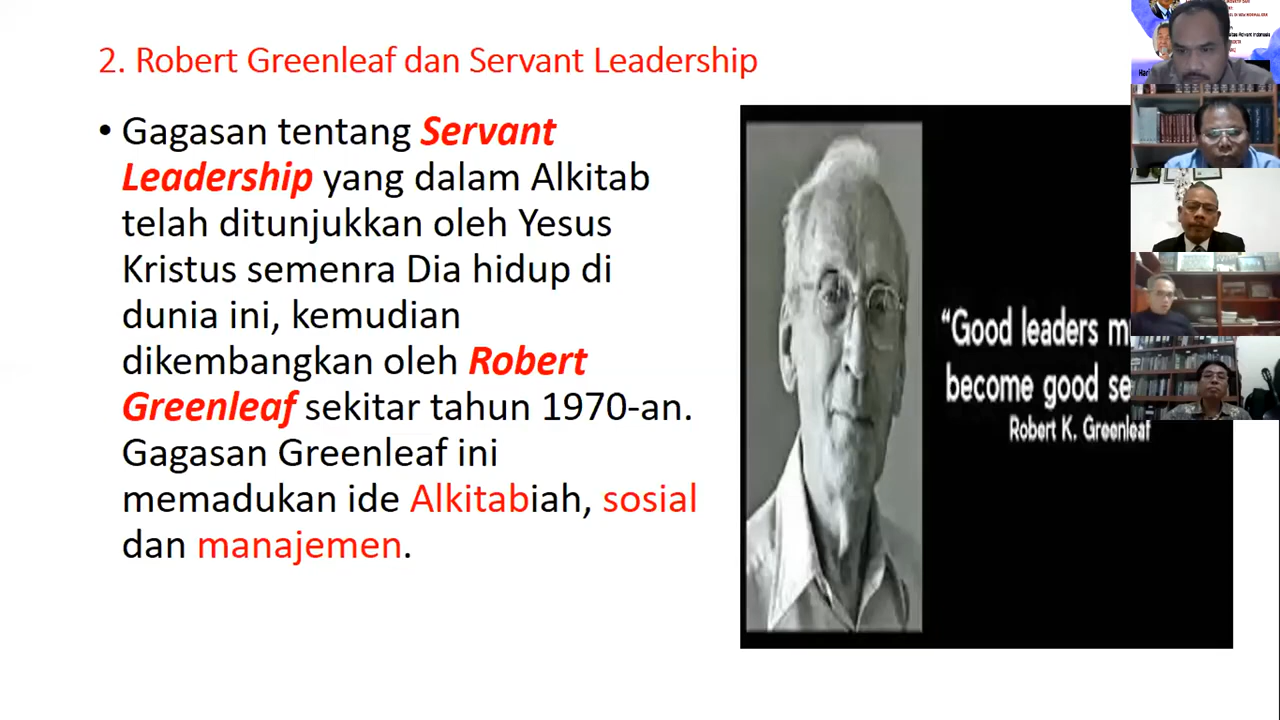 2. Robert Greenleaf dan Servant Leadership
• Gagasan tentang Servant
Leadership yang dalam Alkitab
telah ditunjukkan oleh Yesus
Kristus semenra Dia hidup di
dunia ini, kemudian
dikembangkan oleh Robert
Greenleaf sekitar tahun 1970-an.
Gagasan Greenleaf ini
memadukan ide Alkitabiah, sosial
dan manajemen.
“Good leaders
become good
Robert K. Greenleaf